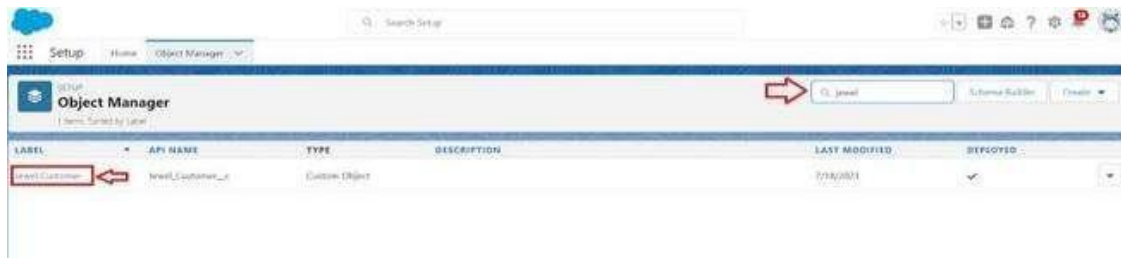 Search Setup
18
Setup Home Object Manager
SETUP
Object Manager
1 Items, Sorted by Label
jewel
Schema Builder Create
LABEL API NAME TYPE DESCRIPTION LAST MODIFIED DEPLOYED
Jewel Customer Jewel_Customer__c Custom Object 7/18/2023